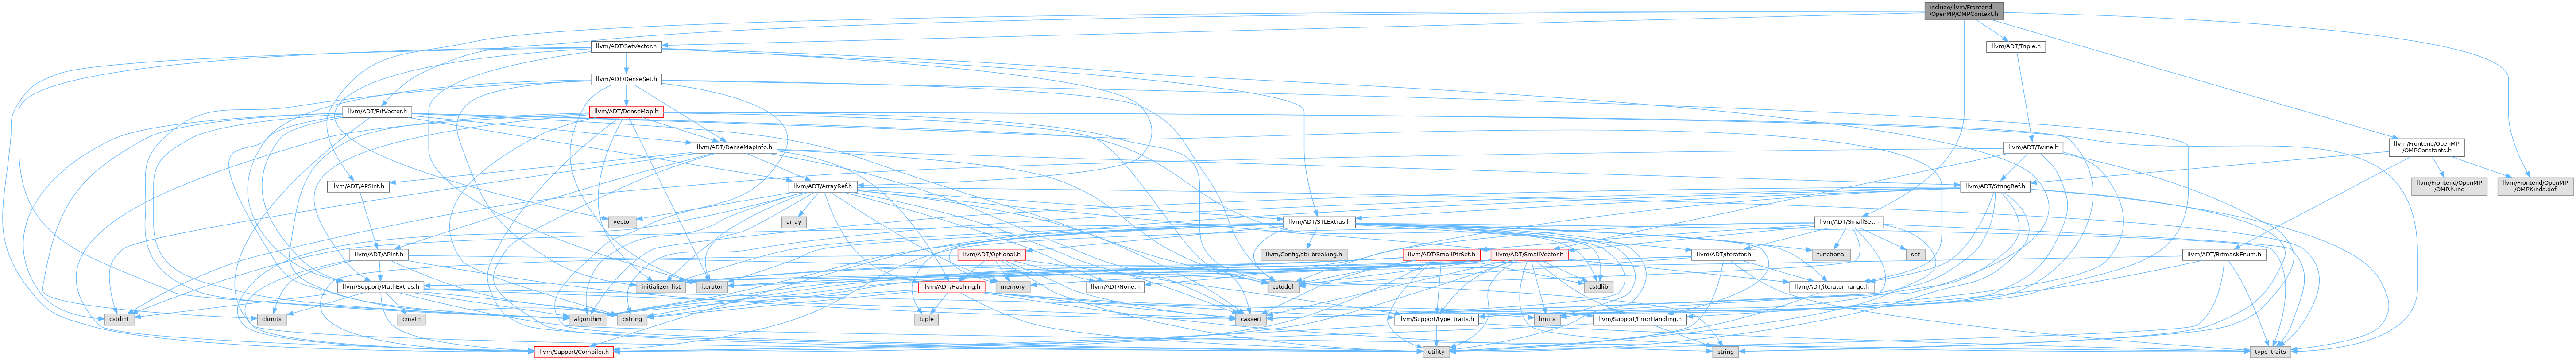 include/llvm/Frontend
/OpenMP/OMPContext.h
llvm/ADT/SetVector.h
llvm/ADT/Triple.h
llvm/ADT/DenseSet.h
llvm/ADT/BitVector.h
llvm/ADT/DenseMap.h
llvm/ADT/DenseMapInfo.h
llvm/ADT/Twine.h
llvm/Frontend/OpenMP
/OMPConstants.h
llvm/ADT/APSInt.h
llvm/ADT/ArrayRef.h
llvm/ADT/StringRef.h
llvm/Frontend/OpenMP
/OMP.h.inc
llvm/Frontend/OpenMP
/OMPKinds.def
vector
array
llvm/ADT/STLExtras.h
llvm/ADT/SmallSet.h
llvm/ADT/APInt.h
llvm/ADT/Optional.h
llvm/Config/abi-breaking.h
llvm/ADT/SmallPtrSet.h
llvm/ADT/SmallVector.h
llvm/ADT/iterator.h
functional
set
llvm/ADT/BitmaskEnum.h
llvm/Support/MathExtras.h
initializer_list
iterator
llvm/ADT/Hashing.h
memory
llvm/ADT/None.h
cstddef
cstdlib
llvm/ADT/iterator_range.h
cstdint
climits
cmath
algorithm
cstring
tuple
cassert
llvm/Support/type_traits.h
limits
llvm/Support/ErrorHandling.h
llvm/Support/Compiler.h
utility
string
type_traits